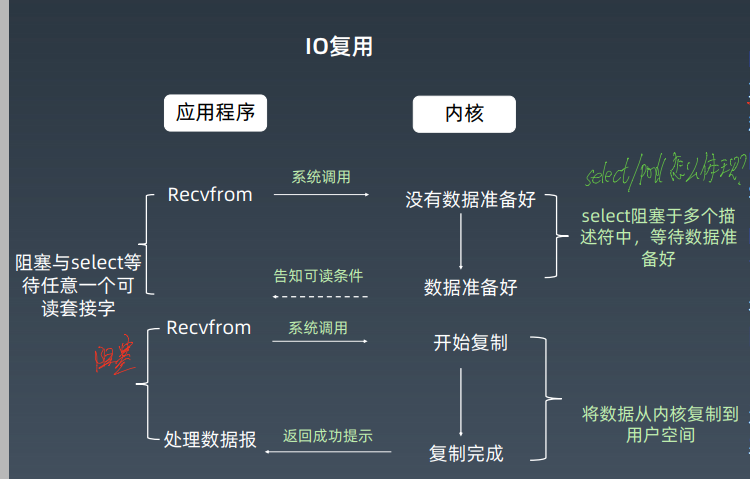 IO复用
应用程序
内核
Recvfrom
系统调用
没有数据准备好
select/poll 怎么体现?
select阻塞于多个描
述符中，等待数据准
备好
阻塞与select等
待任意一个可
读套接字
告知可读条件
数据准备好
Recvfrom
系统调用
开始复制
阻塞
将数据从内核复制到
用户空间
处理数据报
返回成功提示
复制完成